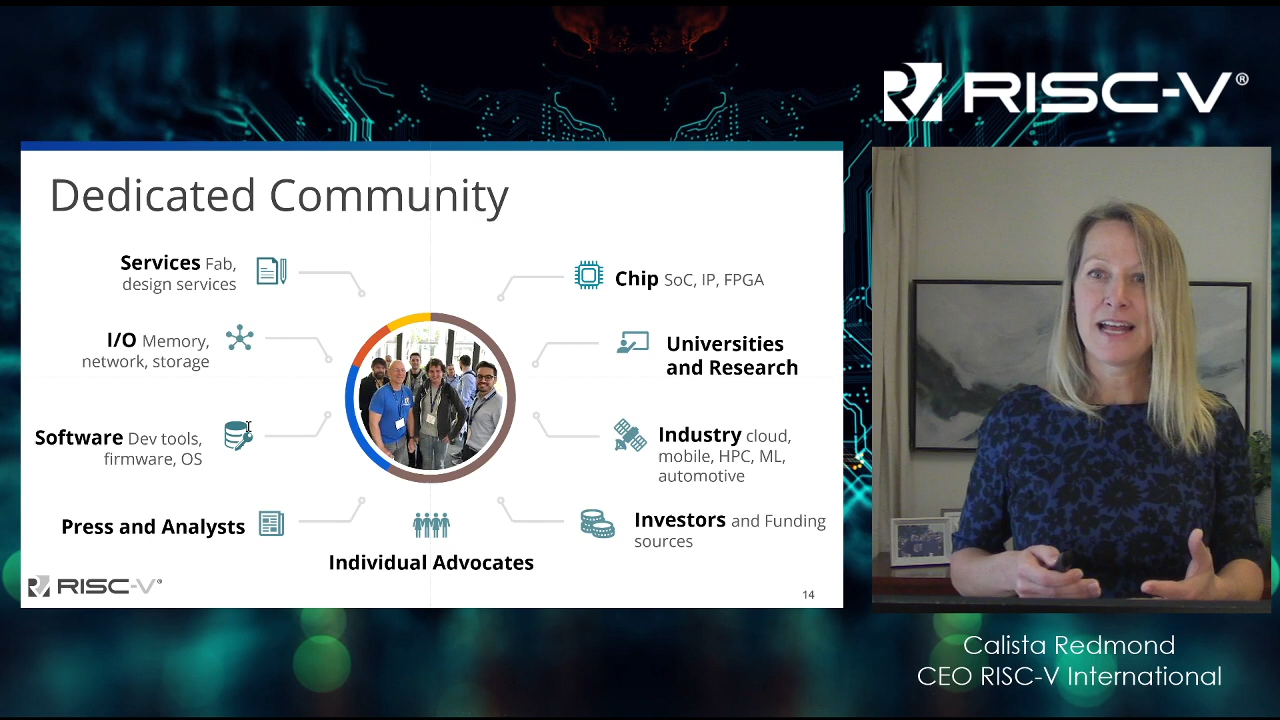 RISC-V®
Dedicated Community
Services Fab,
design services
I/O Memory,
network, storage
Software Dev tools,
firmware, OS
Press and Analysts
Individual Advocates
Chip SoC, IP, FPGA
Universities
and Research
Industry cloud,
mobile, HPC, ML,
automotive
Investors and Funding
sources
RISC-V®
14
Calista Redmond
CEO RISC-V International